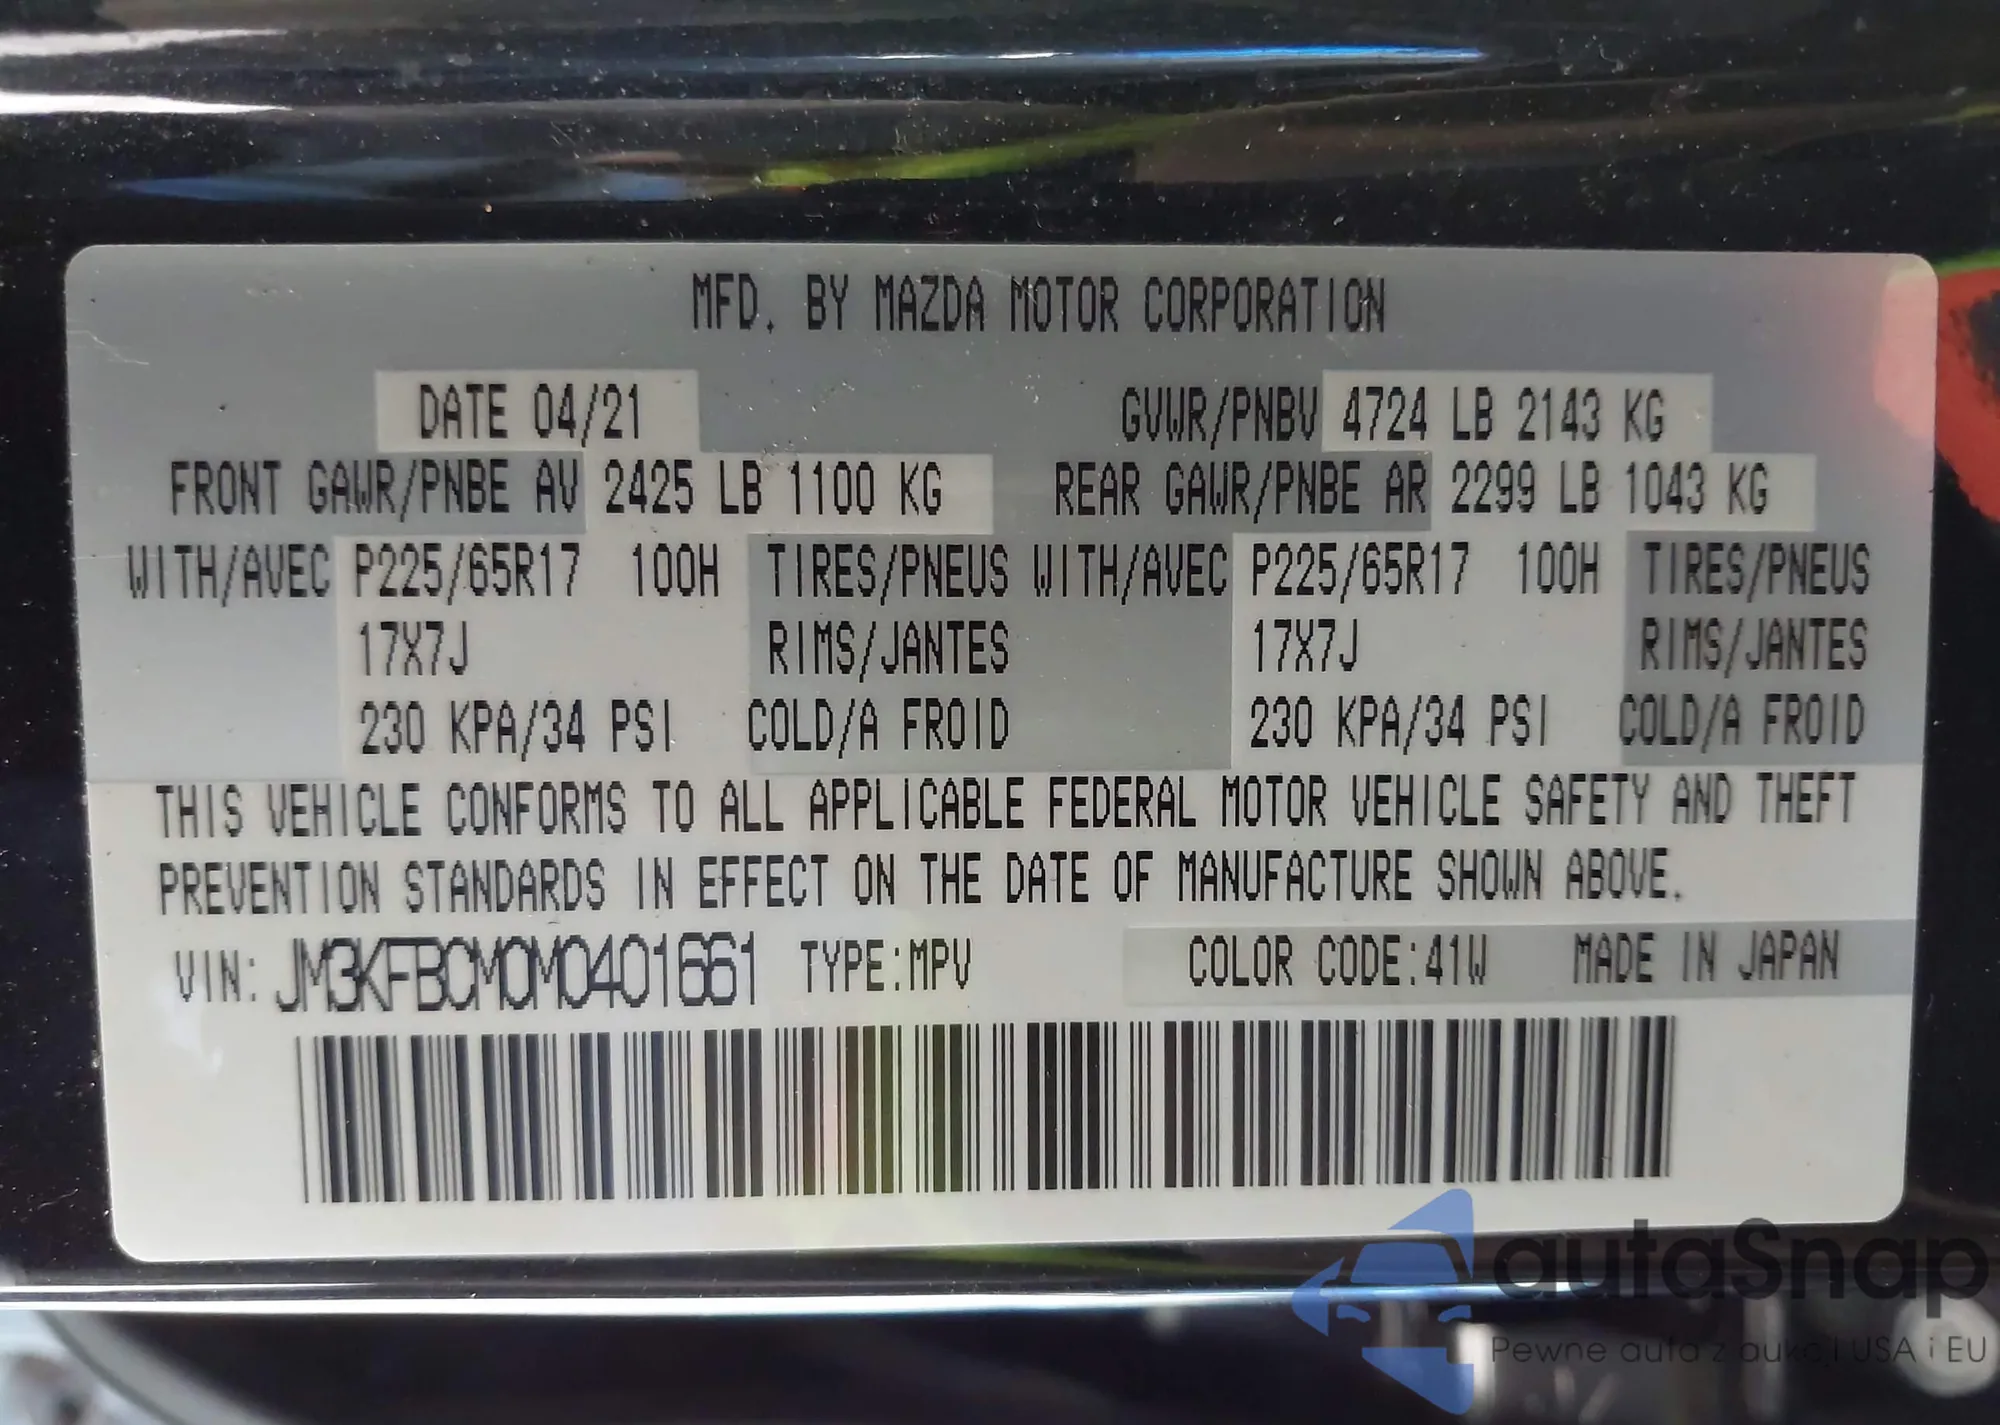 MFD. BY MAZDA MOTOR CORPORATION
DATE 04/21 GVWR/PNBV 4724 LB 2143 KG
FRONT GAWR/PNBE AV 2425 LB 1100 KG REAR GAWR/PNBE AR 2299 LB 1043 KG
WITH/AVEC P225/65R17 100H TIRES/PNEUS WITH/AVEC P225/65R17 100H TIRES/PNEUS
17X7J RIMS/JANTES 17X7J RIMS/JANTES
230 KPA/34 PSI COLD/A FROID 230 KPA/34 PSI COLD/A FROID
THIS VEHICLE CONFORMS TO ALL APPLICABLE FEDERAL MOTOR VEHICLE SAFETY AND THEFT
PREVENTION STANDARDS IN EFFECT ON THE DATE OF MANUFACTURE SHOWN ABOVE.
VIN: JM3KFBCM0M0401661 TYPE:MPV COLOR CODE:41W MADE IN JAPAN
autaSnap
Pewne auta z aukcji USA i EU